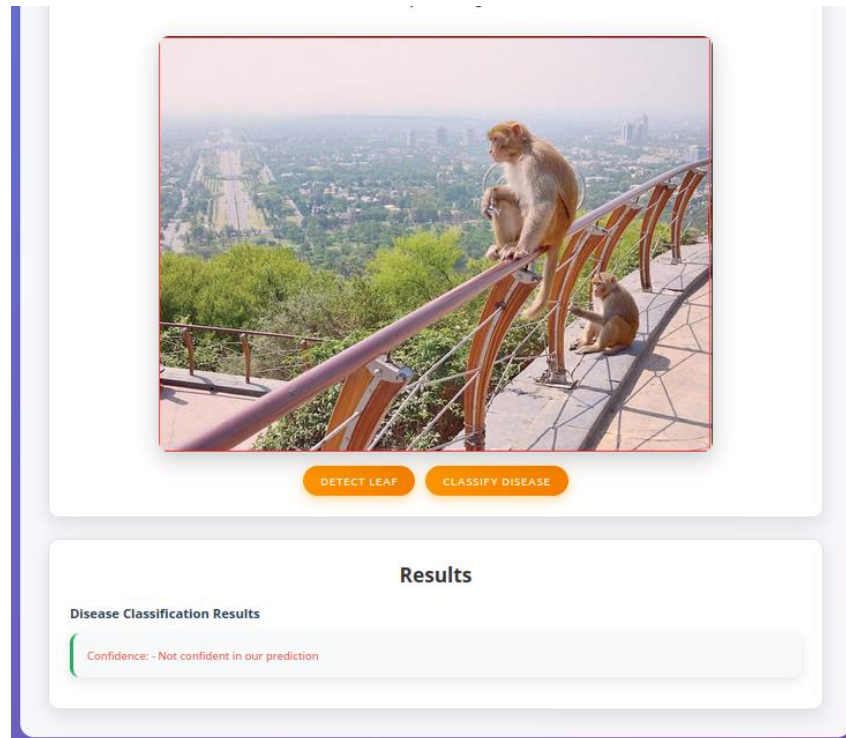 DETECT LEAF
CLASSIFY DISEASE
Results
Disease Classification Results
Confidence: - Not confident in our prediction